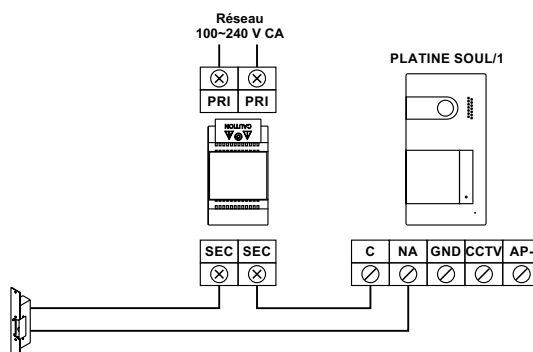 Réseau
100~240 V CA
PLATINE SOUL/1
PRI PRI
CAUTION
SEC SEC
C NA GND CCTV AP-